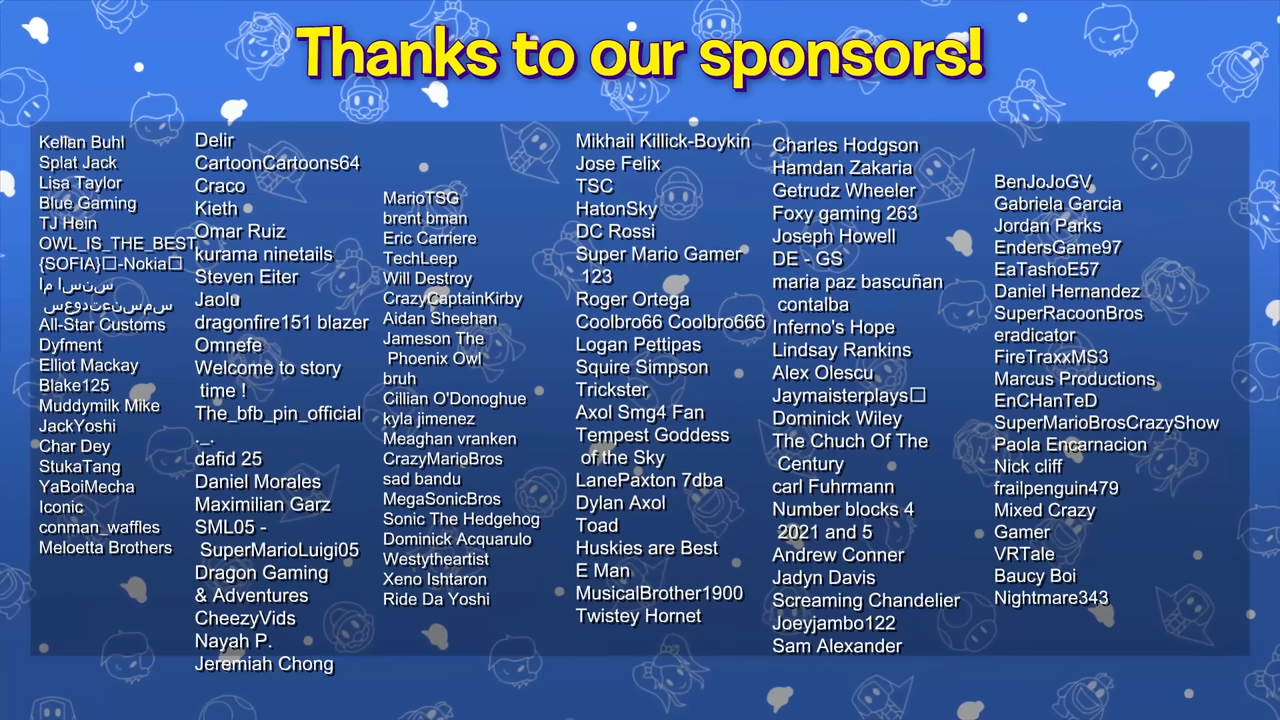 Thanks to our sponsors!
Kellan Buhl
Splat Jack
Lisa Taylor
Blue Gaming
TJ Hein
OWL_IS_THE_BEST
{SOFIA}□-Nokia□
All-Star Customs
Dyfment
Elliot Mackay
Blake125
Muddymilk Mike
JackYoshi
Char Dey
StukaTang
YaBoiMecha
Iconic
conman_waffles
Meloetta Brothers
Delir
CartoonCartoons64
Craco
Kieth
Omar Ruiz
kurama ninetails
Steven Eiter
Jaolu
dragonfire151 blazer
Omnefe
Welcome to story
time !
The_bfb_pin_official
._.
dafid 25
Daniel Morales
Maximilian Garz
SML05 -
SuperMarioLuigi05
Dragon Gaming
& Adventures
CheezyVids
Nayah P.
Jeremiah Chong
MarioTSG
brent bman
Eric Carriere
TechLeep
Will Destroy
CrazyCaptainKirby
Aidan Sheehan
Jameson The
Phoenix Owl
bruh
Cillian O'Donoghue
kyla jimenez
Meaghan vranken
CrazyMarioBros
sad bandu
MegaSonicBros
Sonic The Hedgehog
Dominick Acquarulo
Westytheartist
Xeno Ishtaron
Ride Da Yoshi
Mikhail Killick-Boykin
Jose Felix
TSC
HatonSky
DC Rossi
Super Mario Gamer
123
Roger Ortega
Coolbro66 Coolbro666
Logan Pettipas
Squire Simpson
Trickster
Axol Smg4 Fan
Tempest Goddess
of the Sky
LanePaxton 7dba
Dylan Axol
Toad
Huskies are Best
E Man
MusicalBrother1900
Twistey Hornet
Charles Hodgson
Hamdan Zakaria
Getrudz Wheeler
Foxy gaming 263
Joseph Howell
DE - GS
maria paz bascuñan
contalba
Inferno's Hope
Lindsay Rankins
Alex Olescu
Jaymaisterplays□
Dominick Wiley
The Chuch Of The
Century
carl Fuhrmann
Number blocks 4
2021 and 5
Andrew Conner
Jadyn Davis
Screaming Chandelier
Joeyjambo122
Sam Alexander
BenJoJoGV
Gabriela Garcia
Jordan Parks
EndersGame97
EaTashoE57
Daniel Hernandez
SuperRacoonBros
eradicator
FireTraxxMS3
Marcus Productions
EnCHanTeD
SuperMarioBrosCrazyShow
Paola Encarnacion
Nick cliff
frailpenguin479
Mixed Crazy
Gamer
VRTale
Baucy Boi
Nightmare343